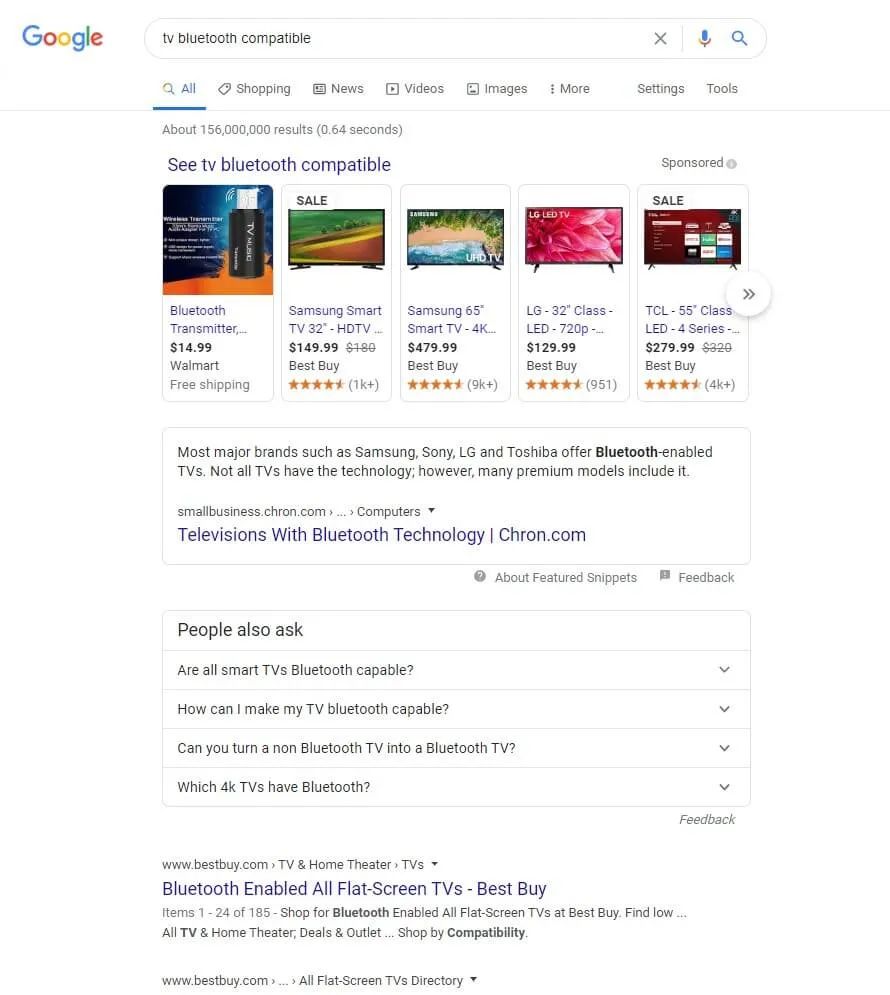 Google
tv bluetooth compatible
All Shopping News Videos Images More Settings Tools
About 156,000,000 results (0.64 seconds)
See tv bluetooth compatible
Sponsored
Wireless Transmitter
TV MUSIC
Bluetooth
Transmitter,...
$14.99
Walmart
Free shipping
SALE
Samsung Smart
TV 32" - HDTV ...
$149.99 $180
Best Buy
(1k+)
SAMSUNG
UHD TV
Samsung 65"
Smart TV - 4K...
$479.99
Best Buy
(9k+)
LG LED TV
LG - 32" Class -
LED - 720p -...
$129.99
Best Buy
(951)
SALE
TCL - 55" Class
LED - 4 Series -...
$279.99 $320
Best Buy
(4k+)
Most major brands such as Samsung, Sony, LG and Toshiba offer Bluetooth-enabled
TVs. Not all TVs have the technology; however, many premium models include it.
smallbusiness.chron.com › ... › Computers
Televisions With Bluetooth Technology | Chron.com
About Featured Snippets Feedback
People also ask
Are all smart TVs Bluetooth capable?
How can I make my TV bluetooth capable?
Can you turn a non Bluetooth TV into a Bluetooth TV?
Which 4k TVs have Bluetooth?
Feedback
www.bestbuy.com › TV & Home Theater › TVs
Bluetooth Enabled All Flat-Screen TVs - Best Buy
Items 1 - 24 of 185 - Shop for Bluetooth Enabled All Flat-Screen TVs at Best Buy. Find low ...
All TV & Home Theater; Deals & Outlet ... Shop by Compatibility.
www.bestbuy.com › ... › All Flat-Screen TVs Directory